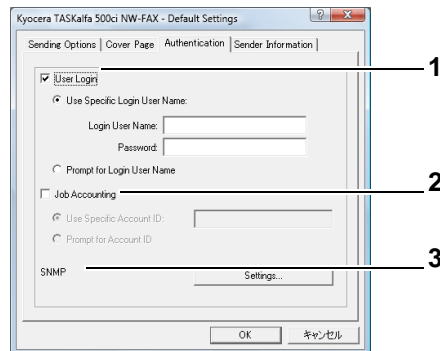 Kyocera TASKalfa 500ci NW-FAX - Default Settings
Sending Options Cover Page Authentication Sender Information
1
User Login
Use Specific Login User Name:
Login User Name:
Password:
Prompt for Login User Name
2
Job Accounting
Use Specific Account ID:
Prompt for Account ID
3
SNMP Settings...
OK キャンセル